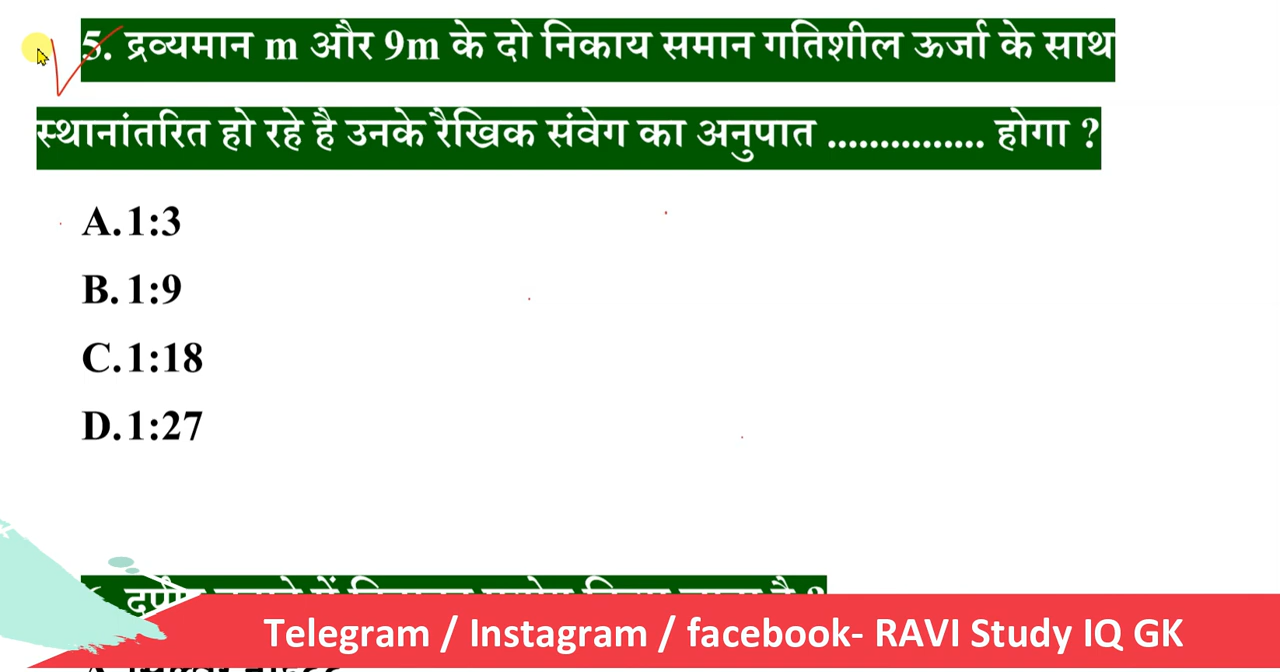 5. द्रव्यमान m और 9m के दो निकाय समान गतिशील ऊर्जा के साथ
स्थानांतरित हो रहे है उनके रैखिक संवेग का अनुपात ............... होगा ?
A.1:3
B.1:9
C.1:18
D.1:27
Telegram / Instagram / facebook- RAVI Study IQ GK